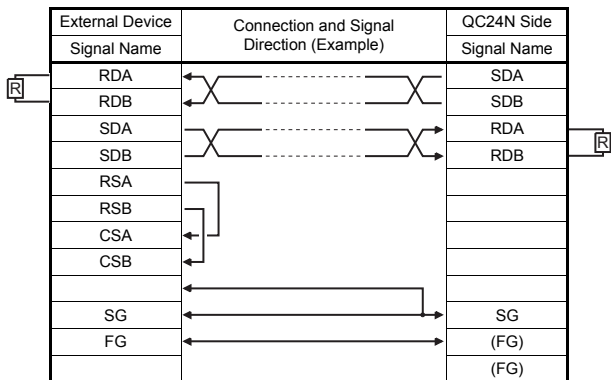 External Device Connection and Signal Direction (Example) QC24N Side
Signal Name Signal Name
R RDA SDA
RDB SDB
SDA RDA R
SDB RDB
RSA
RSB
CSA
CSB
SG SG
FG (FG)
(FG)